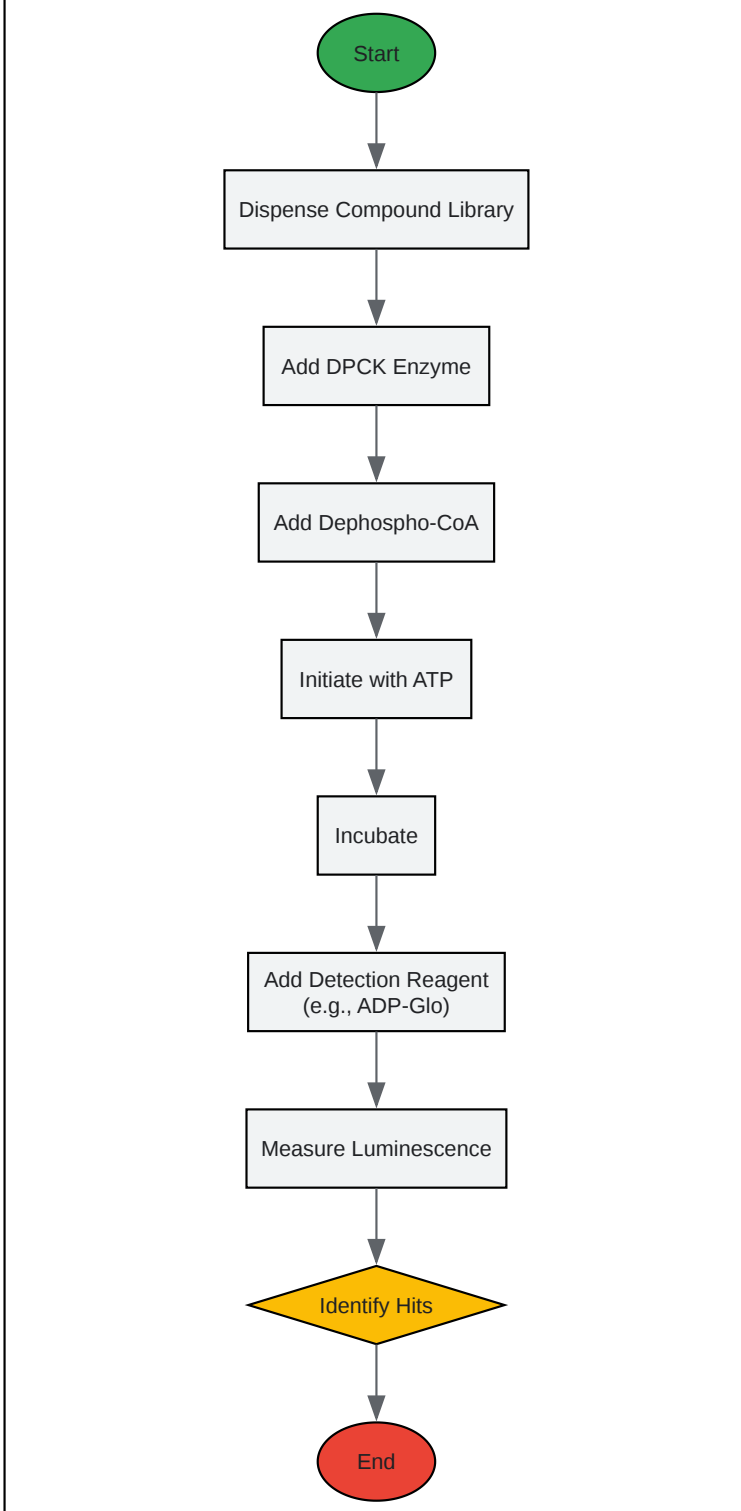 Start
Dispense Compound Library
Add DPCK Enzyme
Add Dephospho-CoA
Initiate with ATP
Incubate
Add Detection Reagent
(e.g., ADP-Glo)
Measure Luminescence
Identify Hits
End